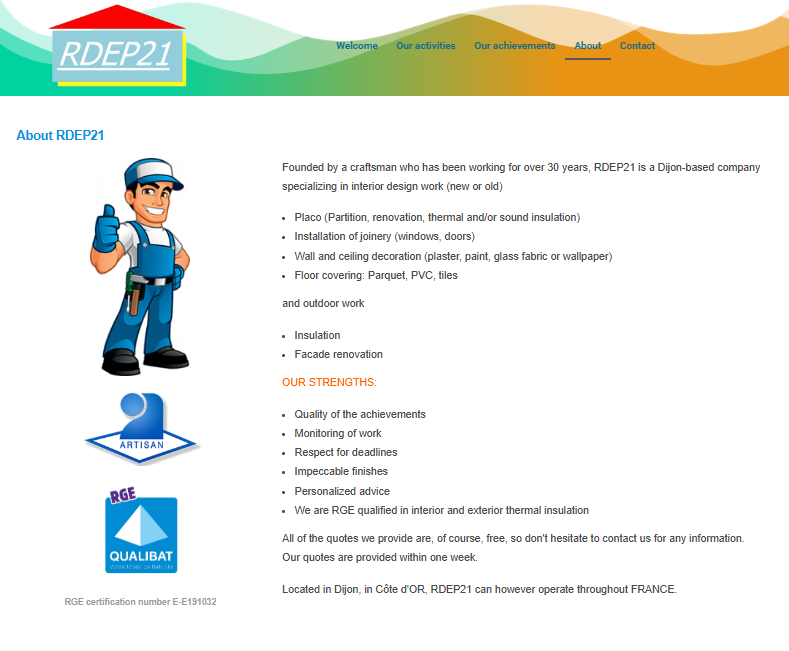 RDEP21
Welcome
Our activities
Our achievements
About
Contact
About RDEP21
Founded by a craftsman who has been working for over 30 years, RDEP21 is a Dijon-based company
specializing in interior design work (new or old)
Placo (Partition, renovation, thermal and/or sound insulation)
Installation of joinery (windows, doors)
Wall and ceiling decoration (plaster, paint, glass fabric or wallpaper)
Floor covering: Parquet, PVC, tiles
and outdoor work
Insulation
Facade renovation
OUR STRENGTHS:
Quality of the achievements
Monitoring of work
Respect for deadlines
Impeccable finishes
Personalized advice
We are RGE qualified in interior and exterior thermal insulation
All of the quotes we provide are, of course, free, so don't hesitate to contact us for any information.
Our quotes are provided within one week.
Located in Dijon, in Côte d'OR, RDEP21 can however operate throughout FRANCE.
ARTISAN
RGE
QUALIBAT
Votre label de fiabilité
RGE certification number E-E191032